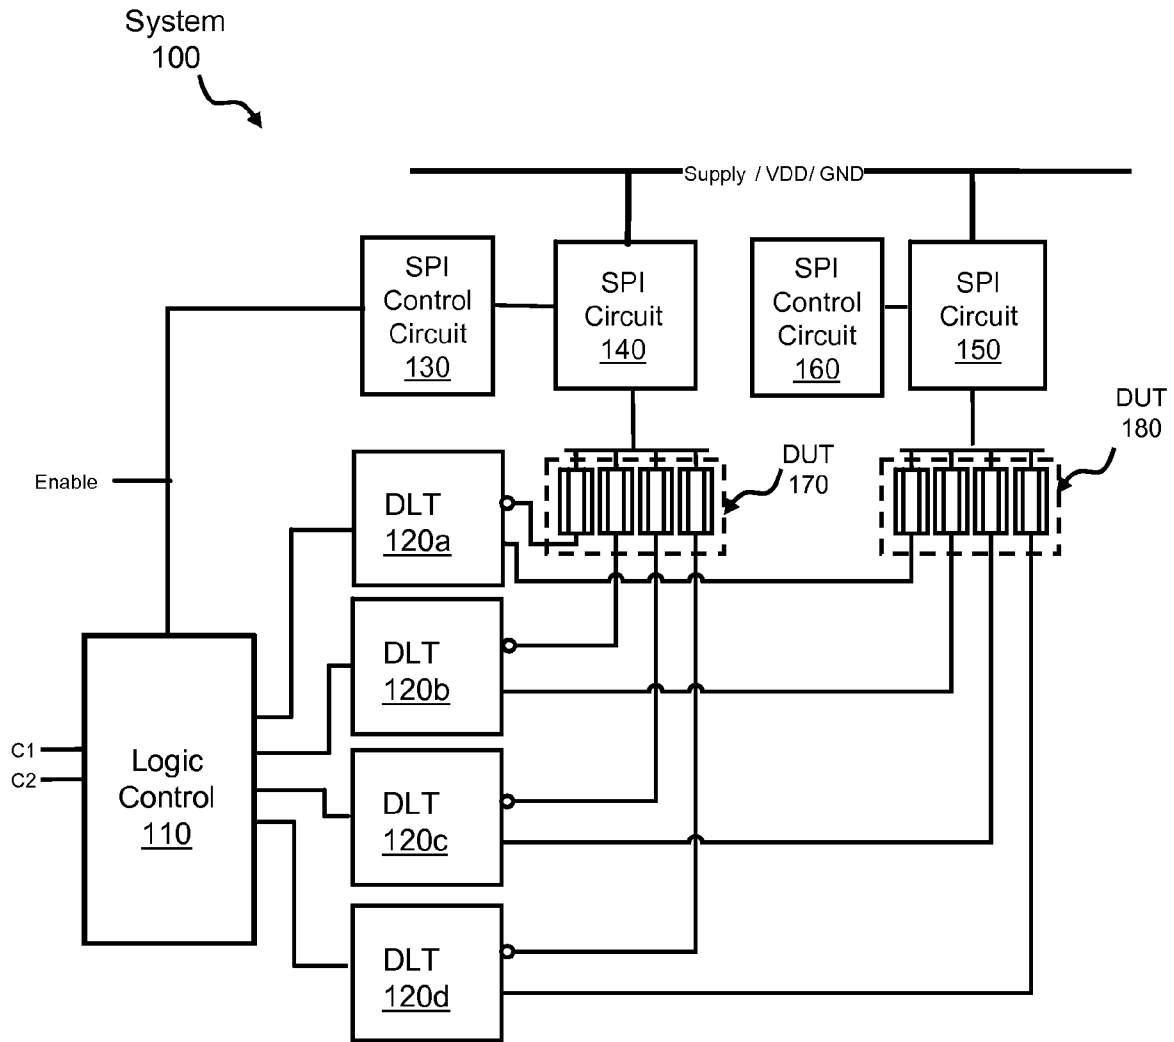 System
100
Supply / VDD/ GND
SPI
Control
Circuit
130
SPI
Circuit
140
SPI
Control
Circuit
160
SPI
Circuit
150
DUT
180
DUT
170
Enable
DLT
120a
DLT
120b
C1
C2
Logic
Control
110
DLT
120c
DLT
120d